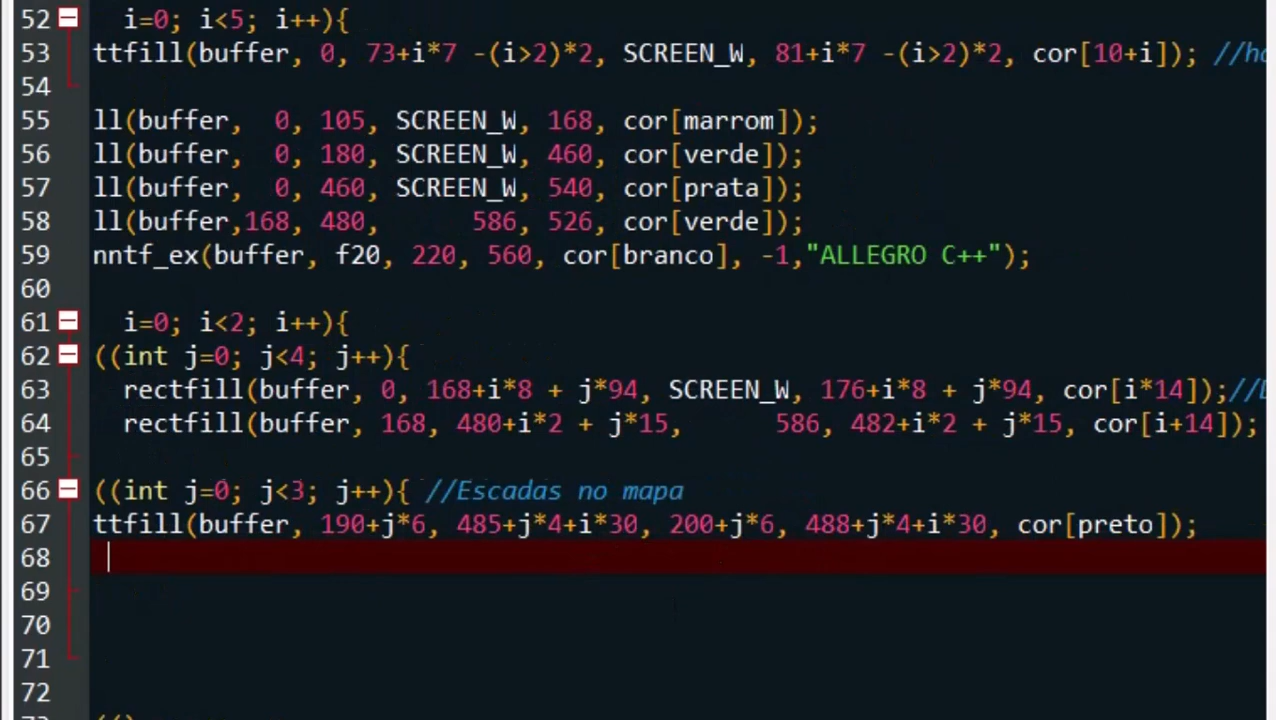 52 i=0; i<5; i++){
53 ttfill(buffer, 0, 73+i*7 -(i>2)*2, SCREEN_W, 81+i*7 -(i>2)*2, cor[10+i]); //ho
54
55 ll(buffer,  0, 105, SCREEN_W, 168, cor[marrom]);
56 ll(buffer,  0, 180, SCREEN_W, 460, cor[verde]);
57 ll(buffer,  0, 460, SCREEN_W, 540, cor[prata]);
58 ll(buffer,168, 480,      586, 526, cor[verde]);
59 nntf_ex(buffer, f20, 220, 560, cor[branco], -1,"ALLEGRO C++");
60
61 i=0; i<2; i++){
62 ((int j=0; j<4; j++){
63 rectfill(buffer, 0, 168+i*8 + j*94, SCREEN_W, 176+i*8 + j*94, cor[i*14]);//
64 rectfill(buffer, 168, 480+i*2 + j*15,      586, 482+i*2 + j*15, cor[i+14]);
65
66 ((int j=0; j<3; j++){ //Escadas no mapa
67 ttfill(buffer, 190+j*6, 485+j*4+i*30, 200+j*6, 488+j*4+i*30, cor[preto]);
68
69
70
71
72